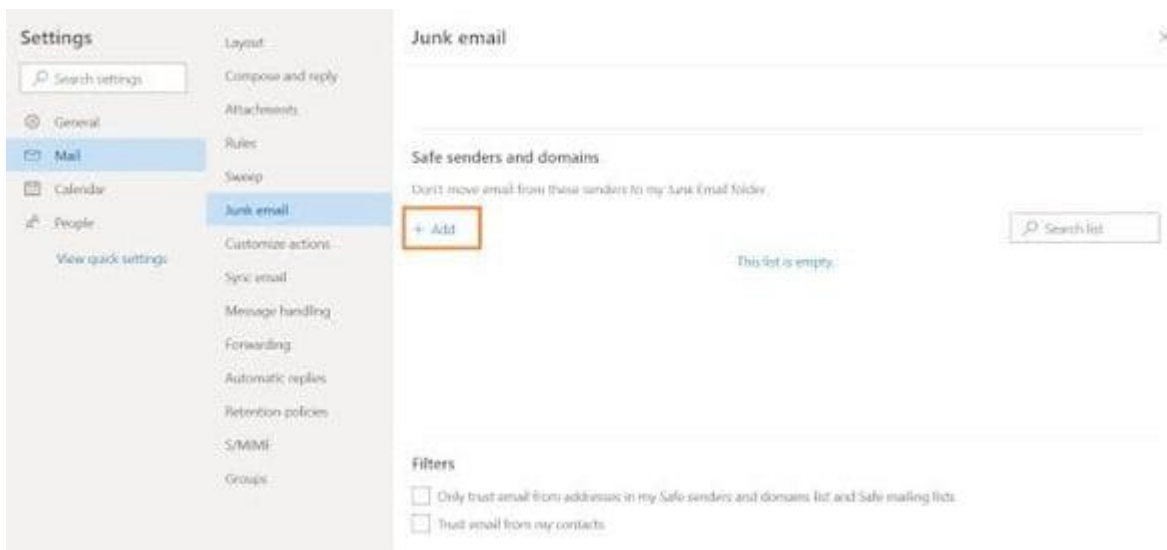 Settings
Search settings
General
Mail
Calendar
People
View quick settings
Layout
Compose and reply
Attachments
Rules
Sweep
Junk email
Customize actions
Sync email
Message handling
Forwarding
Automatic replies
Retention policies
S/MIME
Groups
Junk email
Safe senders and domains
Don't move email from these senders to my Junk Email folder.
+ Add
Search list
This list is empty.
Filters
Only trust email from addresses in my Safe senders and domains list and Safe mailing lists
Trust email from my contacts